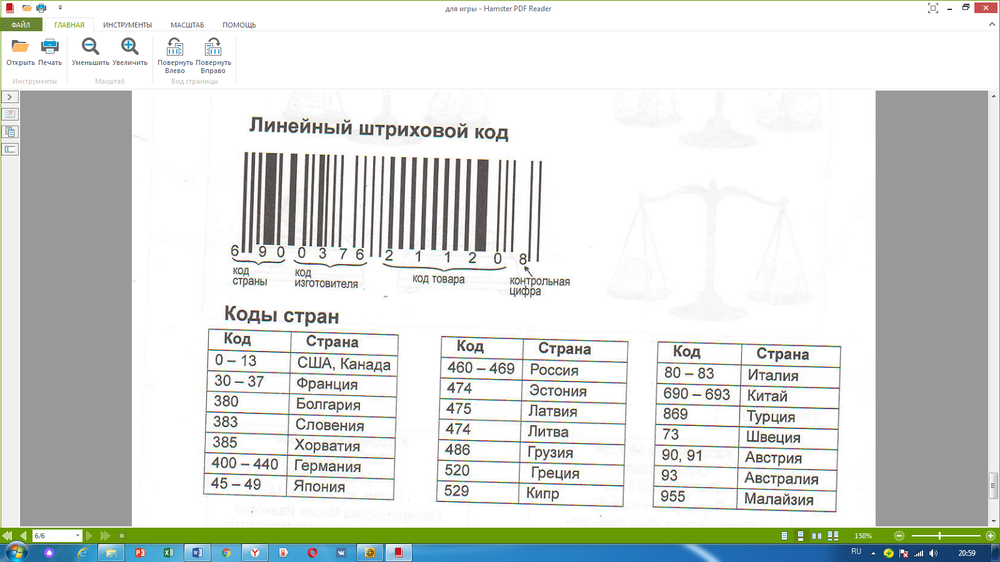 для игры - Hamster PDF Reader
ФАЙЛ ГЛАВНАЯ ИНСТРУМЕНТЫ МАСШТАБ ПОМОЩЬ
Открыть Печать Уменьшить Увеличить Повернуть Влево Повернуть Вправо
Инструменты Масштаб Вид страницы
Линейный штриховой код
6 9 0 0 3 7 6 2 1 1 2 0 8
код страны
код изготовителя
код товара
контрольная цифра
Коды стран
Код Страна
0 – 13 США, Канада
30 – 37 Франция
380 Болгария
383 Словения
385 Хорватия
400 – 440 Германия
45 – 49 Япония
Код Страна
460 – 469 Россия
474 Эстония
475 Латвия
474 Литва
486 Грузия
520 Греция
529 Кипр
Код Страна
80 – 83 Италия
690 – 693 Китай
869 Турция
73 Швеция
90, 91 Австрия
93 Австралия
955 Малайзия
6/6
150%
RU
20:59